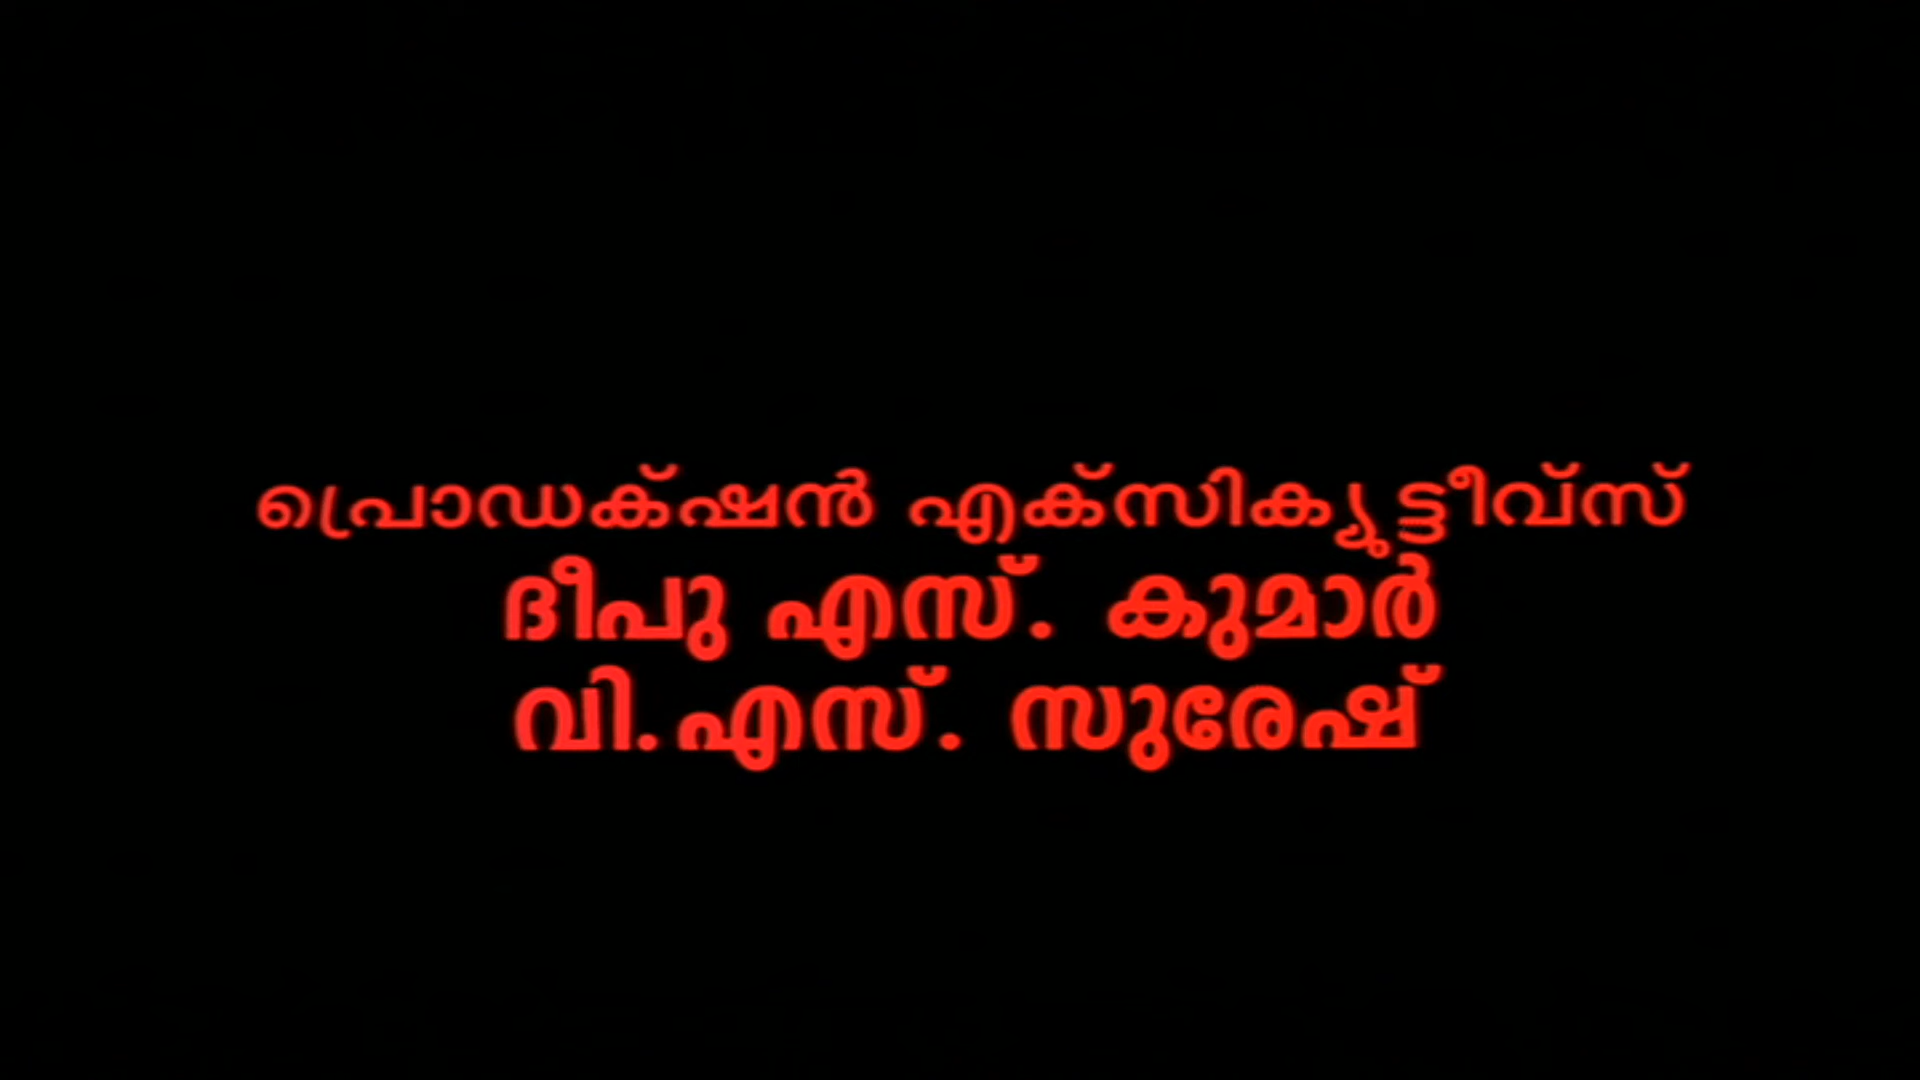 പ്രൊഡക്ഷൻ എക്സിക്യൂട്ടീവ്സ്
ദീപു എസ്. കുമാർ
വി.എസ്. സുരേഷ്